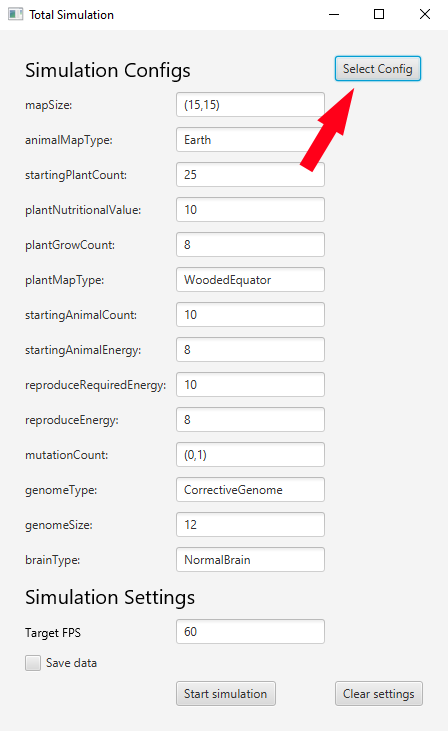 Total Simulation
Simulation Configs Select Config
mapSize: (15,15)
animalMapType: Earth
startingPlantCount: 25
plantNutritionalValue: 10
plantGrowCount: 8
plantMapType: WoodedEquator
startingAnimalCount: 10
startingAnimalEnergy: 8
reproduceRequiredEnergy: 10
reproduceEnergy: 8
mutationCount: (0,1)
genomeType: CorrectiveGenome
genomeSize: 12
brainType: NormalBrain
Simulation Settings
Target FPS 60
Save data
Start simulation Clear settings